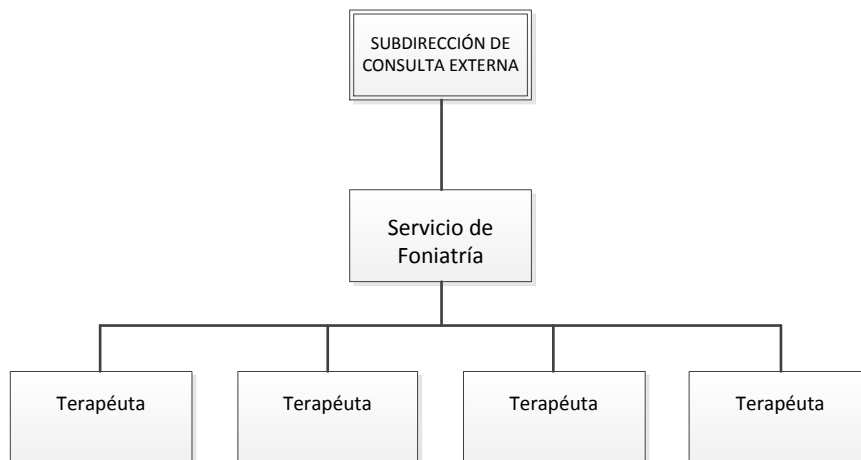 SUBDIRECCIÓN DE
CONSULTA EXTERNA
Servicio de
Foniatría
Terapéuta
Terapéuta
Terapéuta
Terapéuta